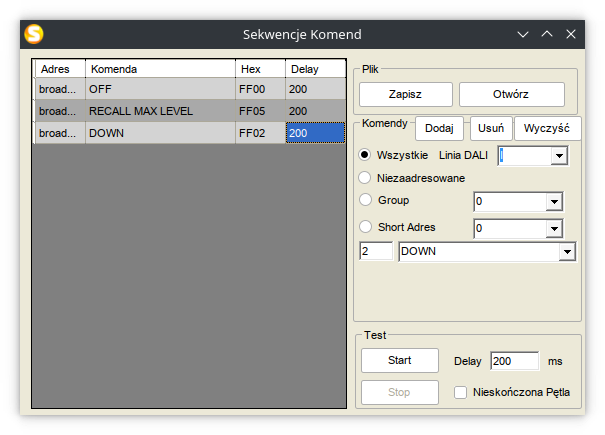 S
Sekwencje Komend
Adres Komenda Hex Delay
broad... OFF FF00 200
broad... RECALL MAX LEVEL FF05 200
broad... DOWN FF02 200
Plik
Zapisz Otwórz
Komendy Dodaj Usuń Wyczyść
Wszystkie Linia DALI
Niezaadresowane
Group 0
Short Adres 0
2 DOWN
Test
Start Delay 200 ms
Stop Nieskończona Pętla